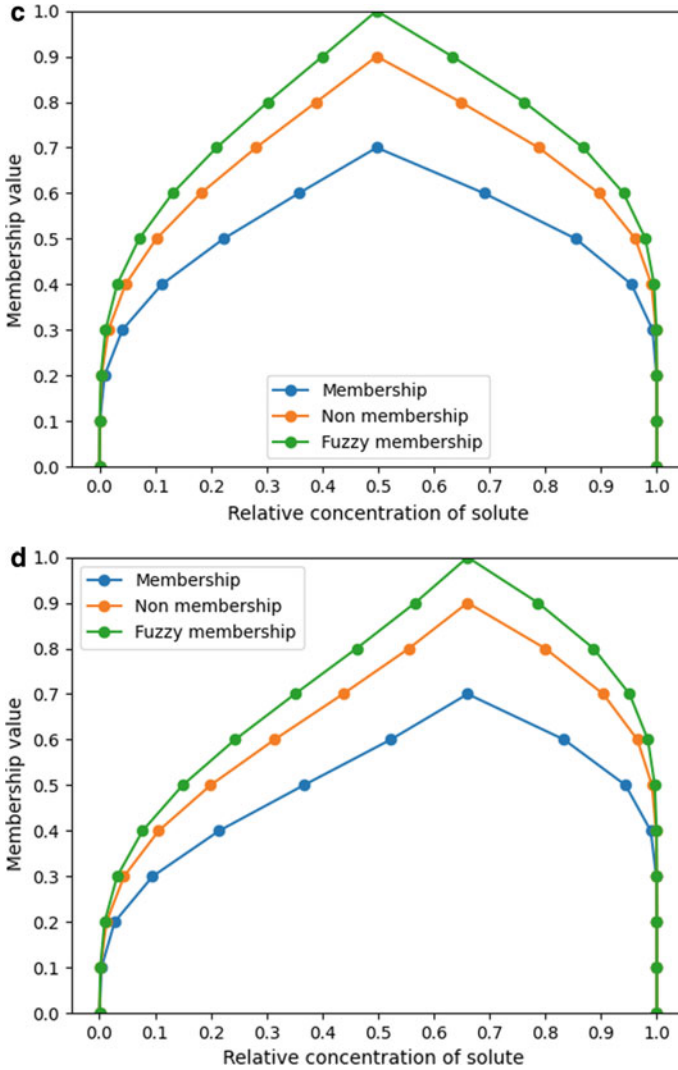 c
1.0
0.9
0.8
0.7
0.6
0.5
0.4
0.3
0.2
0.1
0.0
Membership value
Membership
Non membership
Fuzzy membership
0.0 0.1 0.2 0.3 0.4 0.5 0.6 0.7 0.8 0.9 1.0
Relative concentration of solute
d
1.0
0.9
0.8
0.7
0.6
0.5
0.4
0.3
0.2
0.1
0.0
Membership value
Membership
Non membership
Fuzzy membership
0.0 0.1 0.2 0.3 0.4 0.5 0.6 0.7 0.8 0.9 1.0
Relative concentration of solute